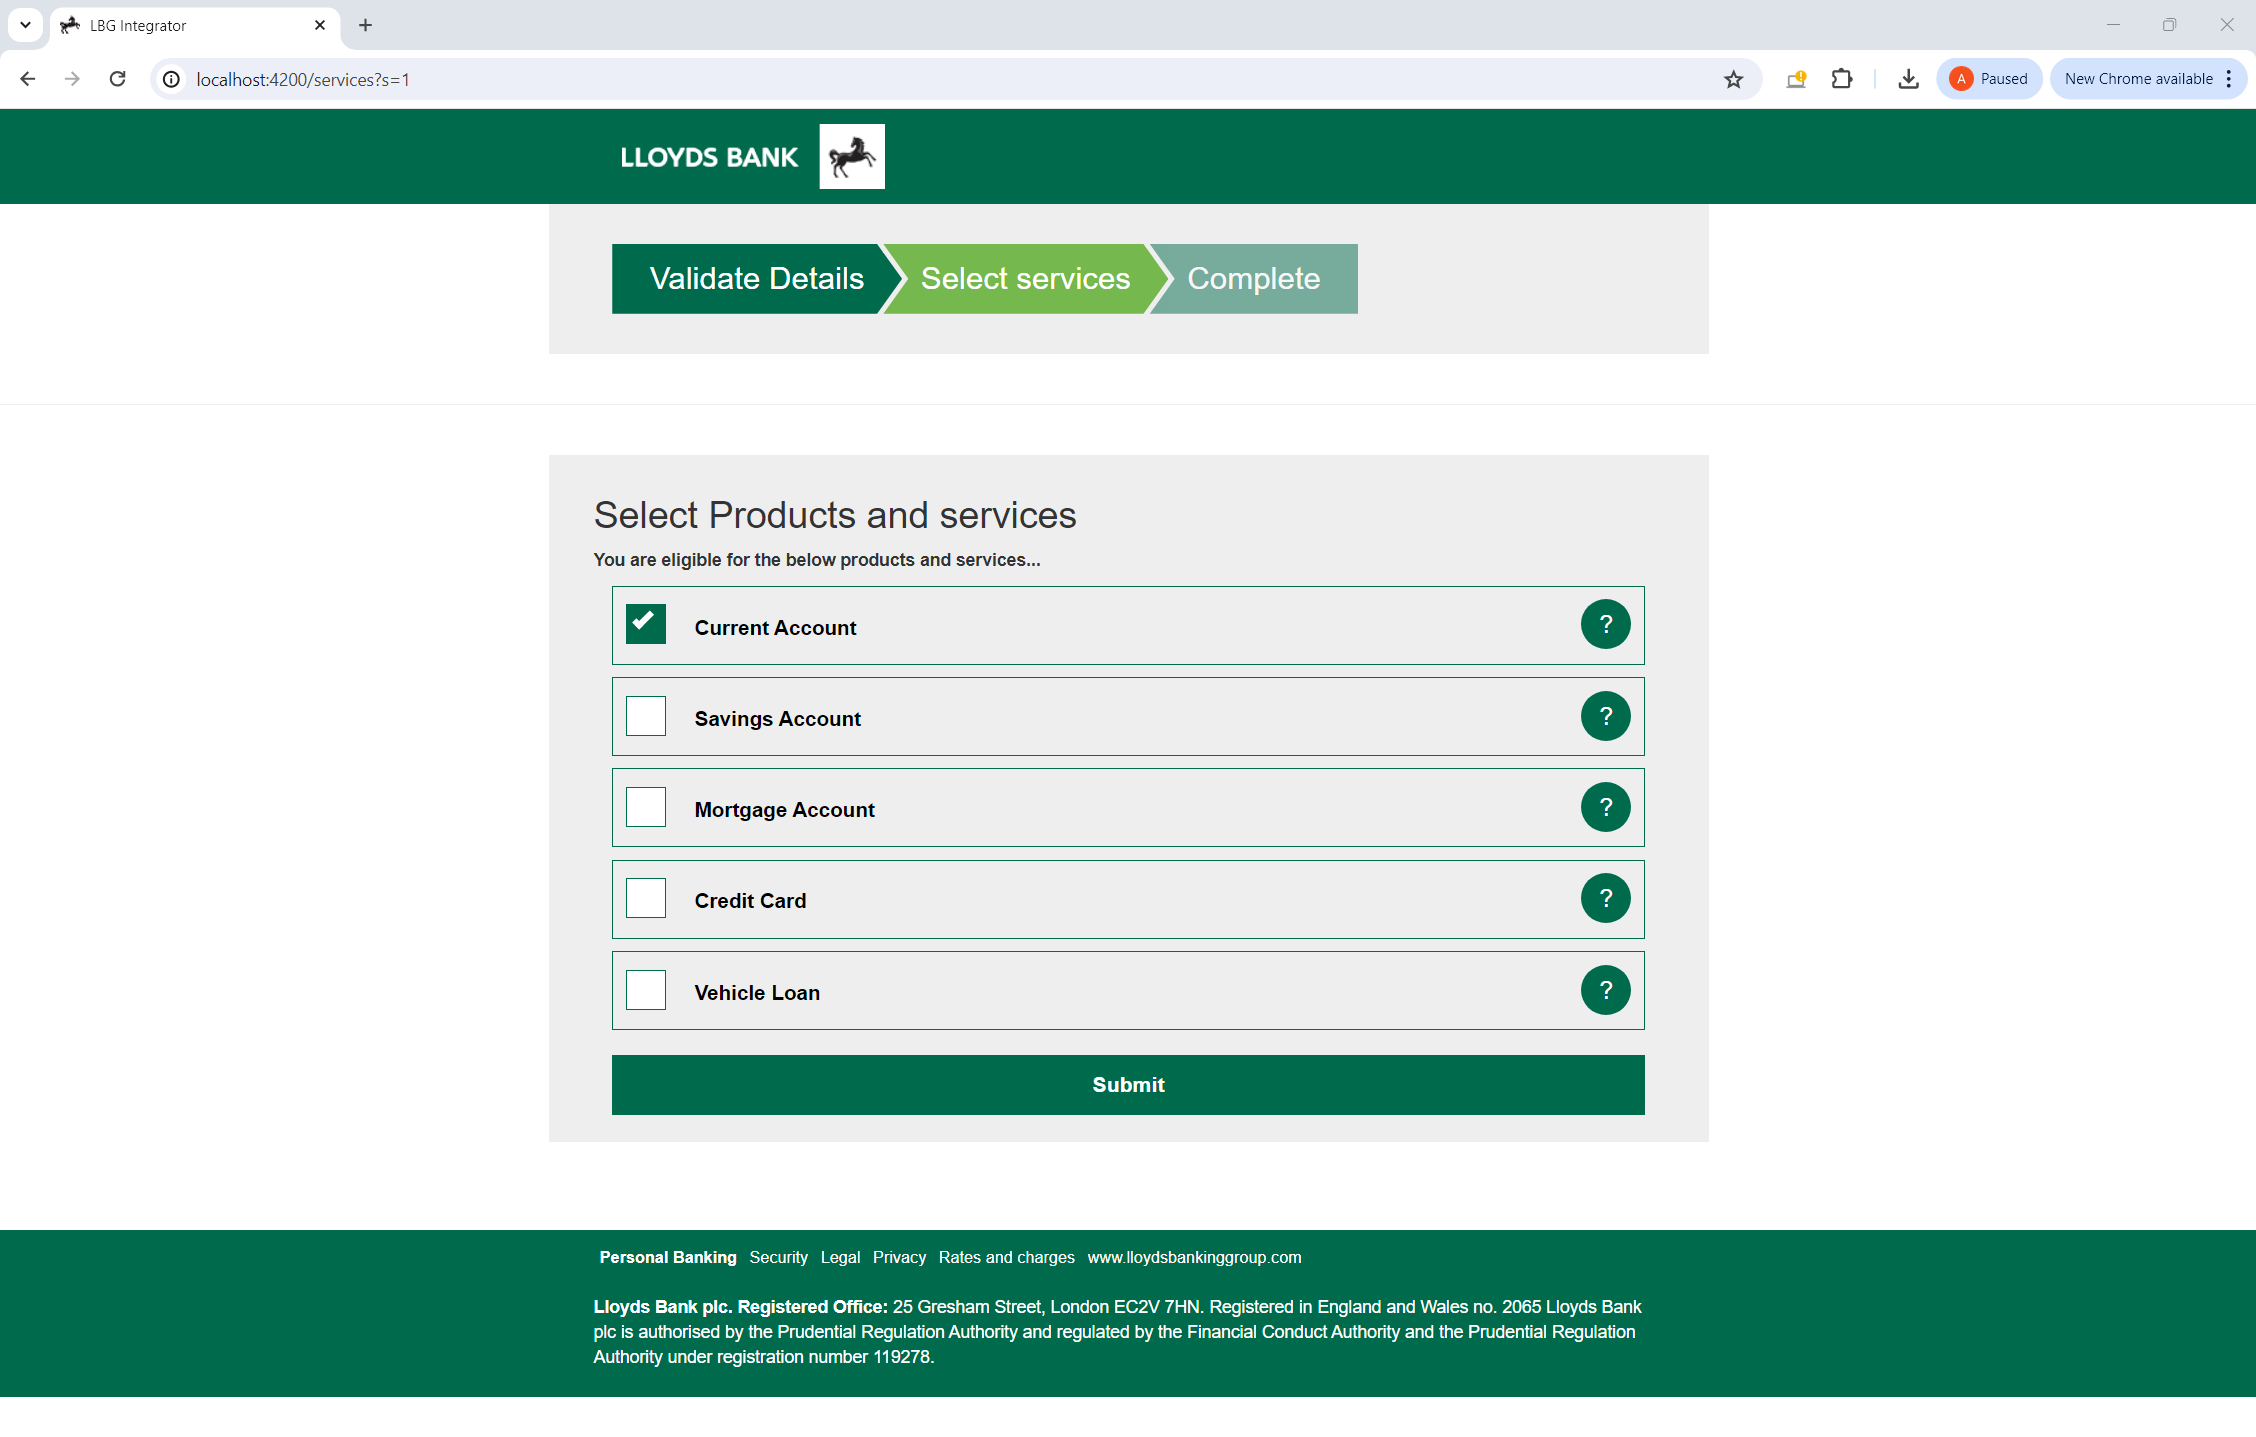 LBG Integrator
localhost:4200/services?s=1
A Paused
New Chrome available
LLOYDS BANK
Validate Details
Select services
Complete
Select Products and services
You are eligible for the below products and services...
Current Account ?
Savings Account ?
Mortgage Account ?
Credit Card ?
Vehicle Loan ?
Submit
Personal Banking Security Legal Privacy Rates and charges www.lloydsbankinggroup.com
Lloyds Bank plc. Registered Office: 25 Gresham Street, London EC2V 7HN. Registered in England and Wales no. 2065 Lloyds Bank
plc is authorised by the Prudential Regulation Authority and regulated by the Financial Conduct Authority and the Prudential Regulation
Authority under registration number 119278.